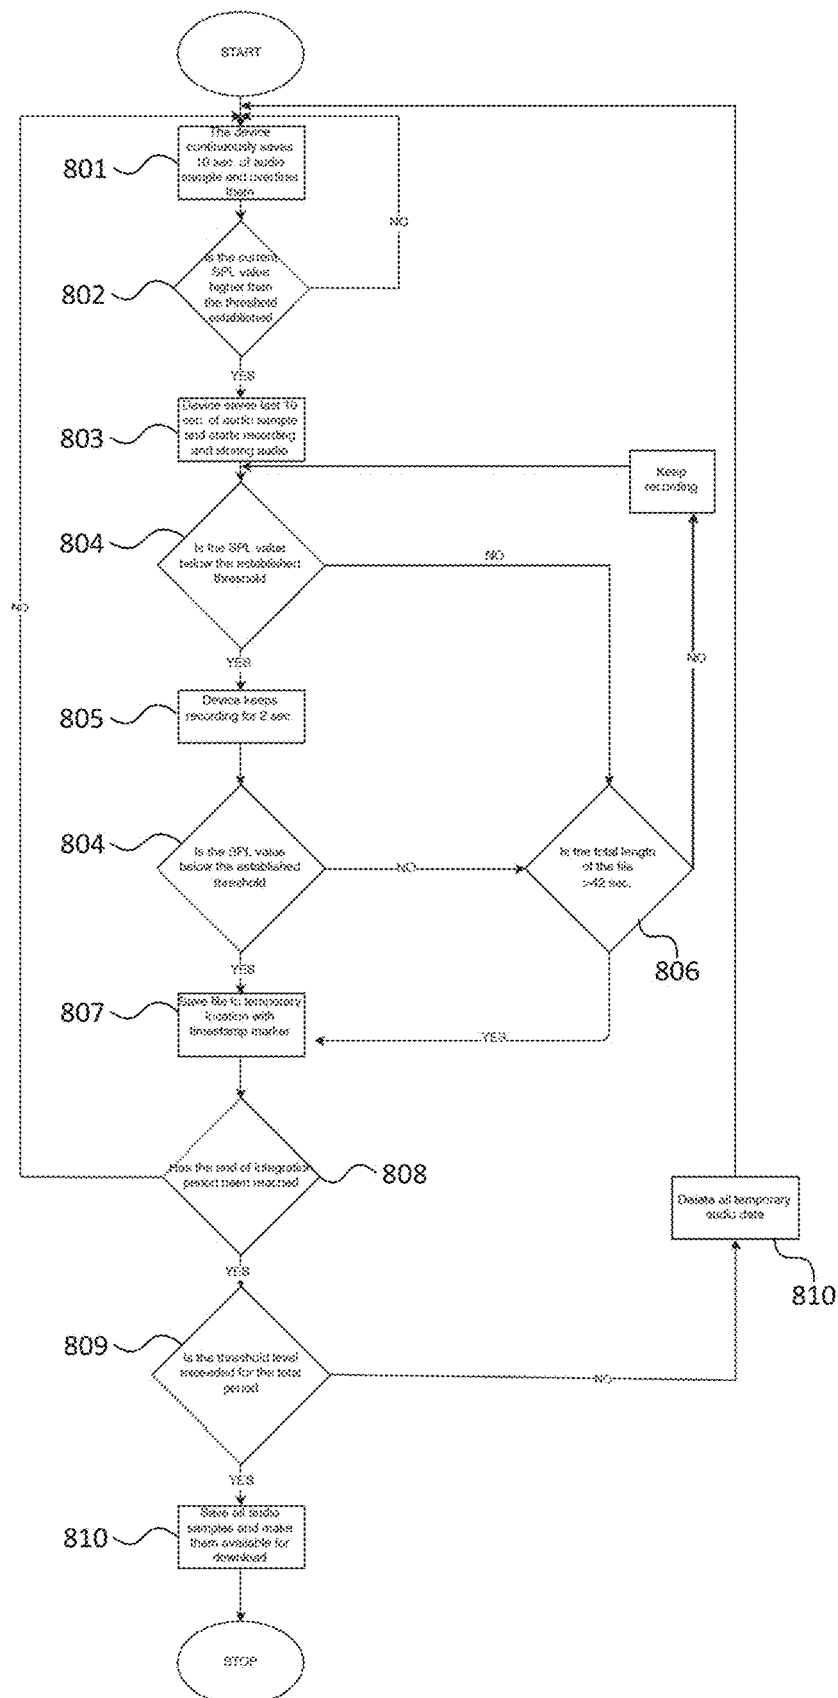 START
801
The device
continuously saves
10 sec. of audio
sample and overfires
them
NO
802
Is the current
SPL value
higher than
the threshold
established
YES
803
Device saves last 10
sec. of audio sample
and starts recording
and storing audio
Keep
recording
804
Is the SPL value
below the established
threshold
NO
NO
YES
NO
805
Device keeps
recording for 2 sec.
804
Is the SPL value
below the established
threshold
NO
Is the total length
of the file
>42 sec.
806
YES
807
Save file to temporary
location with
timestamp marker
YES
Has the end of integration
period been reached
808
Delete all temporary
audio data
810
YES
809
Is the threshold level
exceeded for the total
period
NO
YES
810
Save all audio
samples and make
them available for
download
STOP